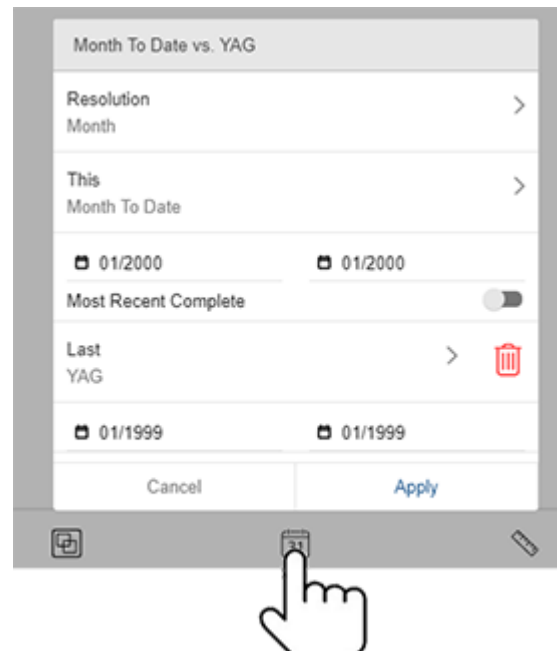 Month To Date vs. YAG
Resolution
Month
This
Month To Date
01/2000 01/2000
Most Recent Complete
Last
YAG
01/1999 01/1999
Cancel Apply
31